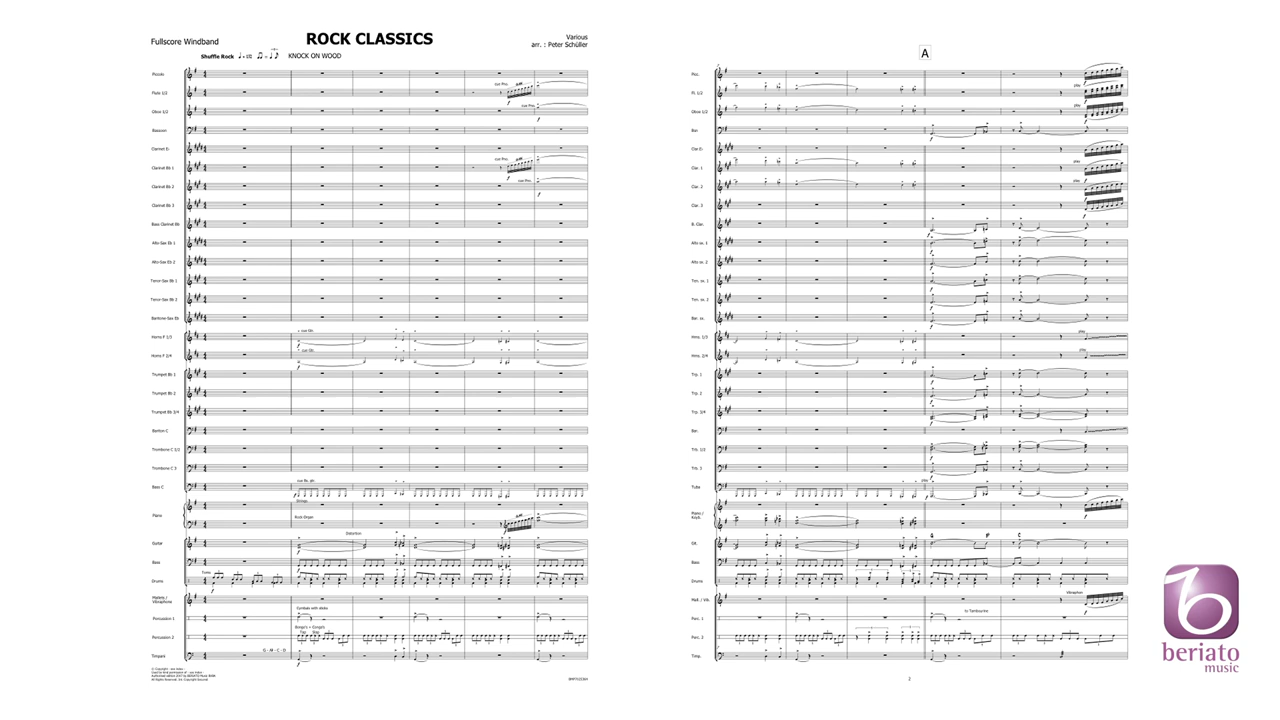 Fullscore Windband
ROCK CLASSICS
Various
arr. : Peter Schüller
Shuffle Rock
KNOCK ON WOOD
Piccolo
Flute 1/2
Oboe 1/2
Bassoon
Clarinet Eb
Clarinet Bb 1
Clarinet Bb 2
Clarinet Bb 3
Bass Clarinet Bb
Alto-Sax Eb 1
Alto-Sax Eb 2
Tenor-Sax Bb 1
Tenor-Sax Bb 2
Baritone-Sax Eb
Horns F 1/3
Horns F 2/4
Trumpet Bb 1
Trumpet Bb 2
Trumpet Bb 3/4
Bariton C
Trombone C 1/2
Trombone C 3
Bass C
Piano
Strings
Rock Organ
Distortion
Guitar
Bass
Drums
Toms
Mallets /
Vibraphone
Cymbals with sticks
Percussion 1
Percussion 2
Timpani
G - A - C - D
A
Picc.
Fl. 1/2
Oboe 1/2
play
Clar. 1
Clar. 2
Clar. 3
B. Clar.
Alto sx. 1
Alto sx. 2
Ten. sx. 1
Ten. sx. 2
Bar. sx.
Hrns. 1/3
Hrns. 2/4
Trp. 1
Trp. 2
Trp. 3/4
Bar.
Trb. 1/2
Trb. 3
Tuba
Piano /
Keyb.
Git.
Bass
Drums
Mall. / Vib.
Vibraphon
Perc. 1
to Tambourine
Perc. 2
Timp.
2
beriato
music